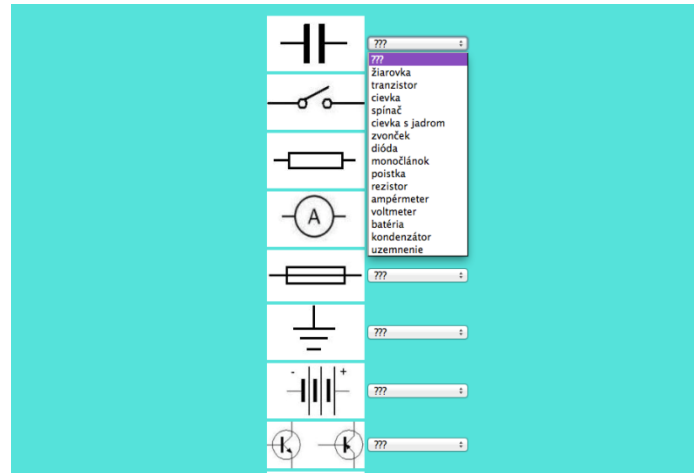 ???
???
žiarovka
tranzistor
cievka
spínač
cievka s jadrom
zvonček
dióda
monočlánok
poistka
rezistor
A
ampérmeter
voltmeter
batéria
kondenzátor
uzemnenie
???
???
- +
???
???